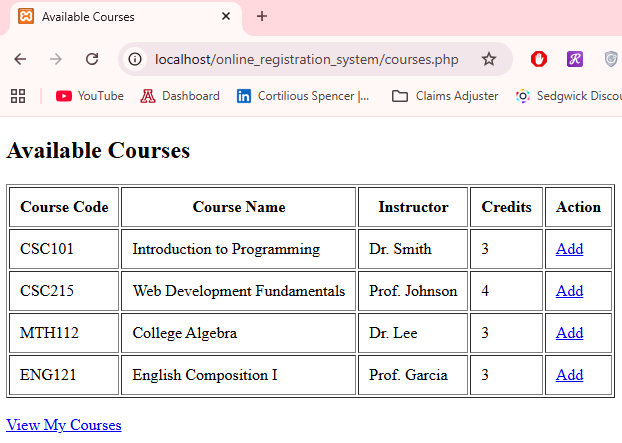 Available Courses
localhost/online_registration_system/courses.php
YouTube Dashboard Cortilious Spencer |... Claims Adjuster Sedgwick Discou
Available Courses
Course Code Course Name Instructor Credits Action
CSC101 Introduction to Programming Dr. Smith 3 Add
CSC215 Web Development Fundamentals Prof. Johnson 4 Add
MTH112 College Algebra Dr. Lee 3 Add
ENG121 English Composition I Prof. Garcia 3 Add
View My Courses